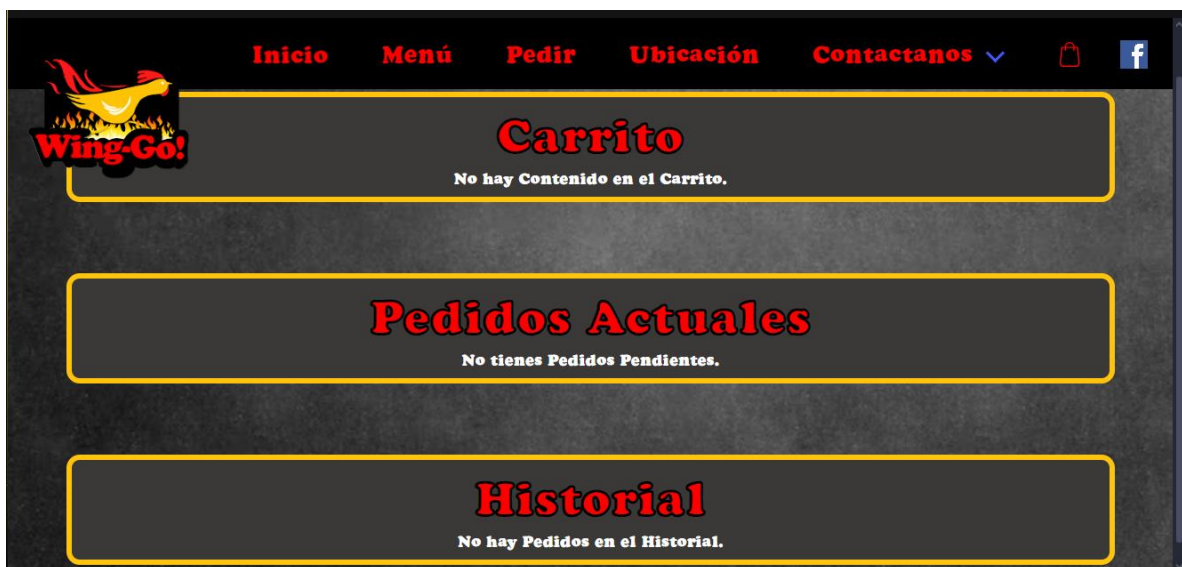 Inicio Menú Pedir Ubicación Contactanos
Wing-Go!
Carrito
No hay Contenido en el Carrito.
Pedidos Actuales
No tienes Pedidos Pendientes.
Historial
No hay Pedidos en el Historial.